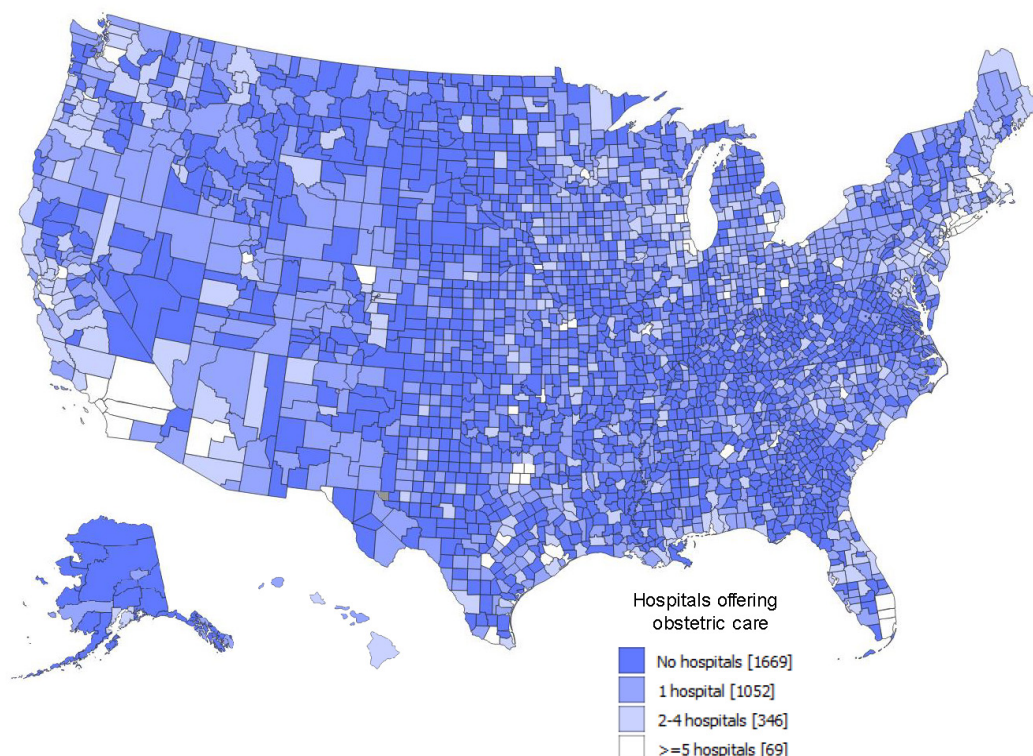 Hospitals offering
obstetric care
No hospitals [1669]
1 hospital [1052]
2-4 hospitals [346]
>=5 hospitals [69]